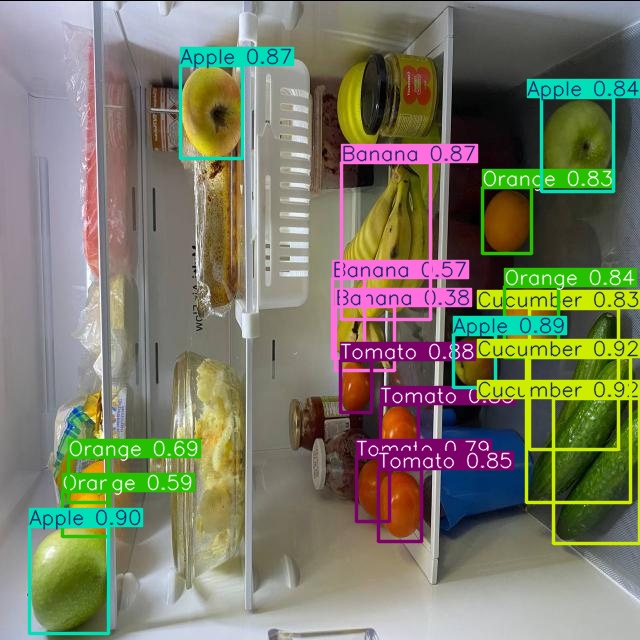 Apple 0.87
Apple 0.84
Banana 0.87
Orange 0.83
Banana 0.57
Orange 0.84
Banana 0.38
Cucumber 0.83
Apple 0.89
Tomato 0.88
Cucumber 0.92
Cucumber 0.92
Tomato
Orange 0.69
Tomato 0.79
Tomato 0.85
Orange 0.59
Apple 0.90